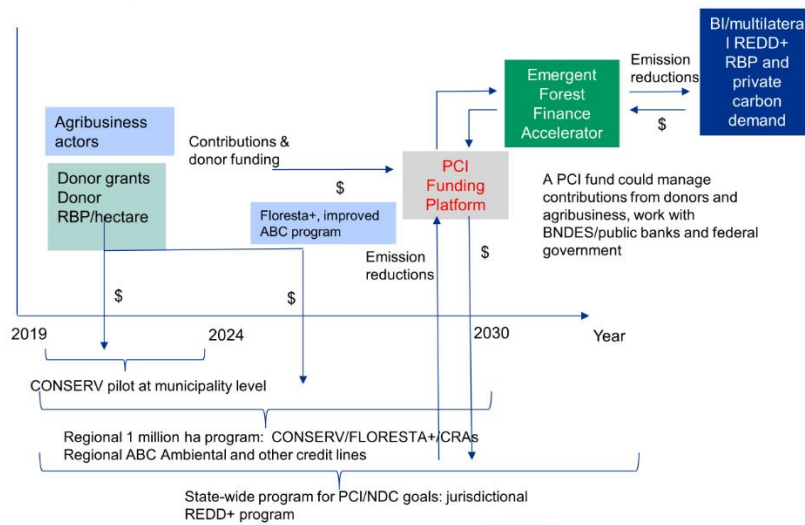 BI/multilatera
l REDD+
RBP and
private
carbon
demand
Emission
reductions
$
Emergent
Forest
Finance
Accelerator
Agribusiness
actors
Contributions &
donor funding
$
Donor grants
Donor
RBP/hectare
PCI
Funding
Platform
A PCI fund could manage
contributions from donors and
agribusiness, work with
BNDES/public banks and federal
government
Floresta+, improved
ABC program
Emission
reductions
$
$
$
2019
2024
2030
Year
CONSERV pilot at municipality level
Regional 1 million ha program: CONSERV/FLORESTA+/CRAs
Regional ABC Ambiental and other credit lines
State-wide program for PCI/NDC goals: jurisdictional
REDD+ program